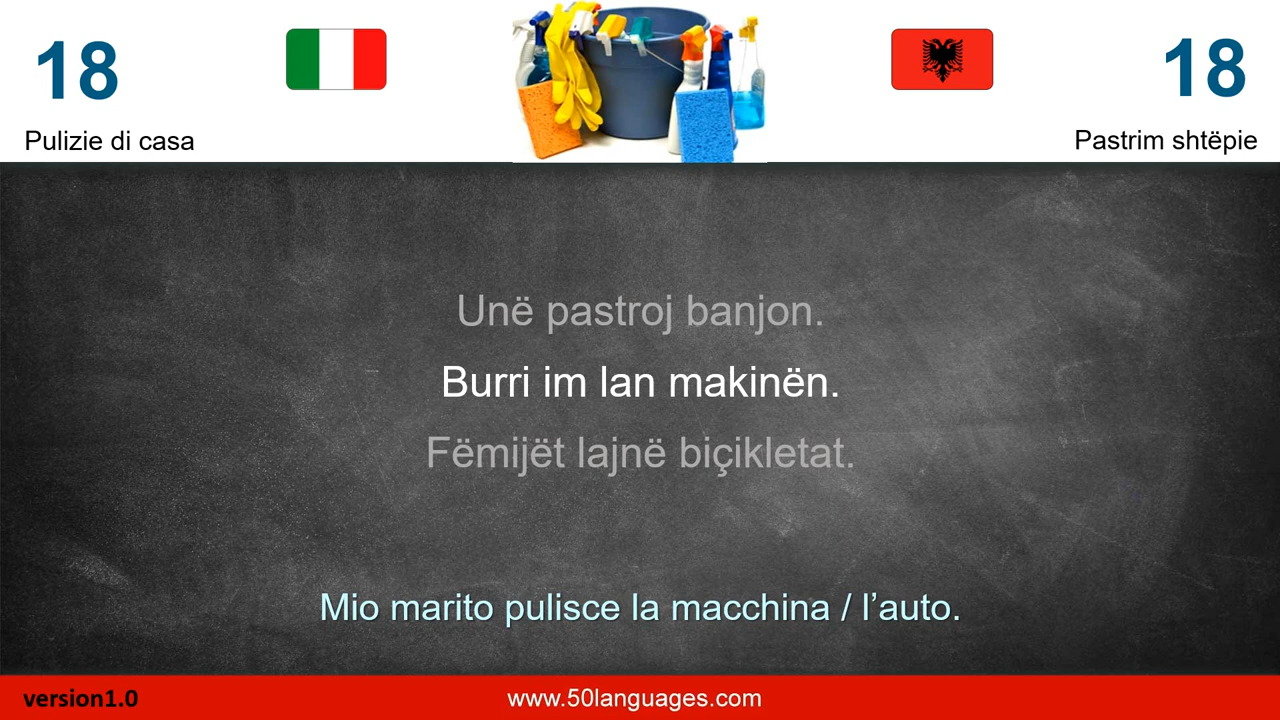 18
18
Pulizie di casa
Pastrim shtëpie
Unë pastroj banjon.
Burri im lan makinën.
Fëmijët lajnë biçikletat.
Mio marito pulisce la macchina / l’auto.
version1.0
www.50languages.com